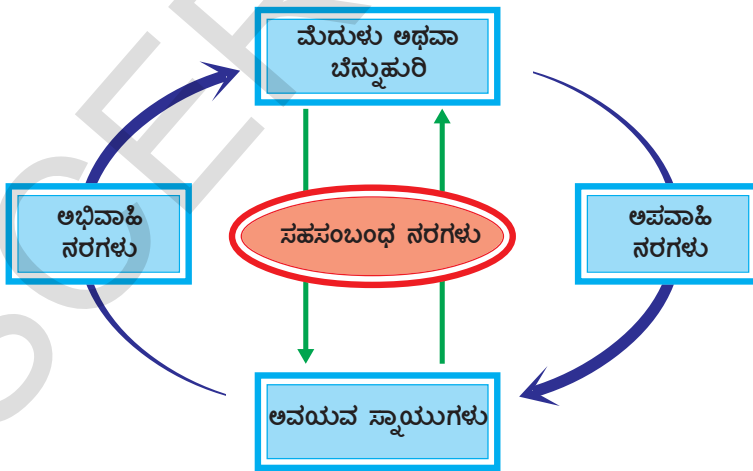 ಮೆದುಳು ಅಥವಾ
ಬೆನ್ನುಹುರಿ
ಅಭಿವಾಹಿ
ನರಗಳು
ಸಹಸಂಬಂಧ ನರಗಳು
ಅಪವಾಹಿ
ನರಗಳು
ಅವಯವ ಸ್ನಾಯುಗಳು